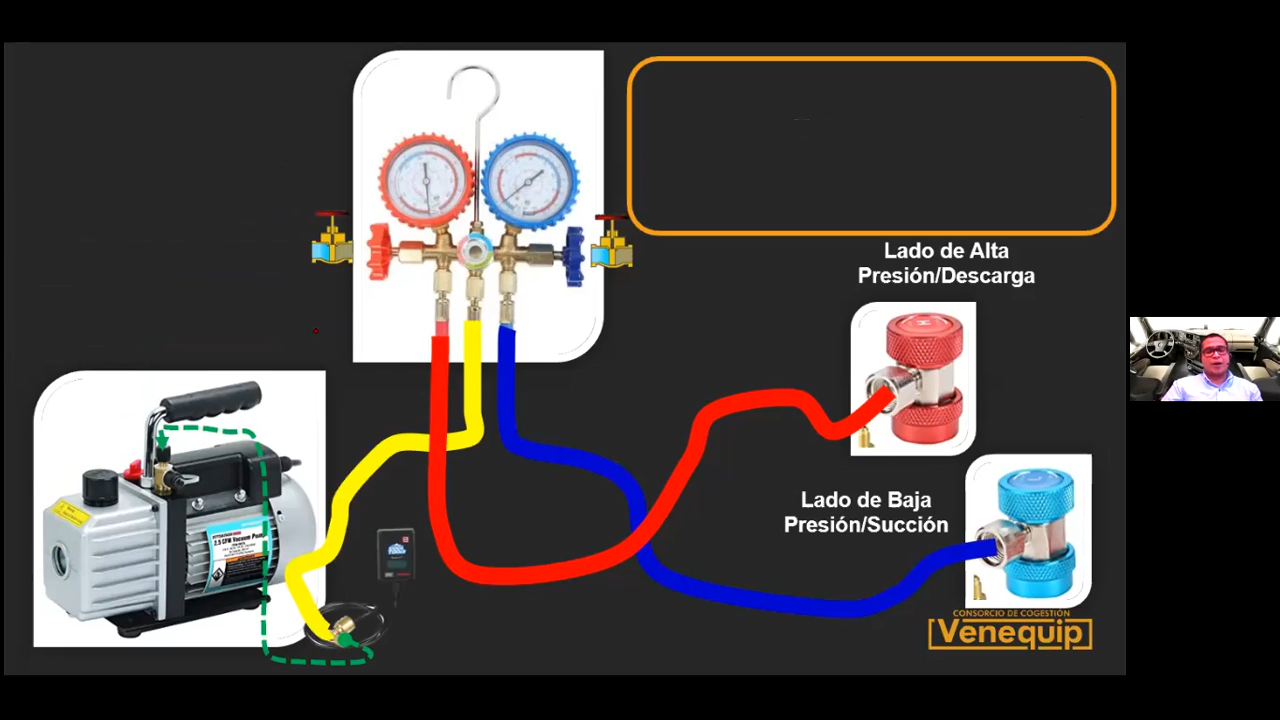 Lado de Alta
Presión/Descarga
Lado de Baja
Presión/Succión
2.5 CFM Vacuum Pump
CONSORCIO DE COGESTIÓN
Venequip